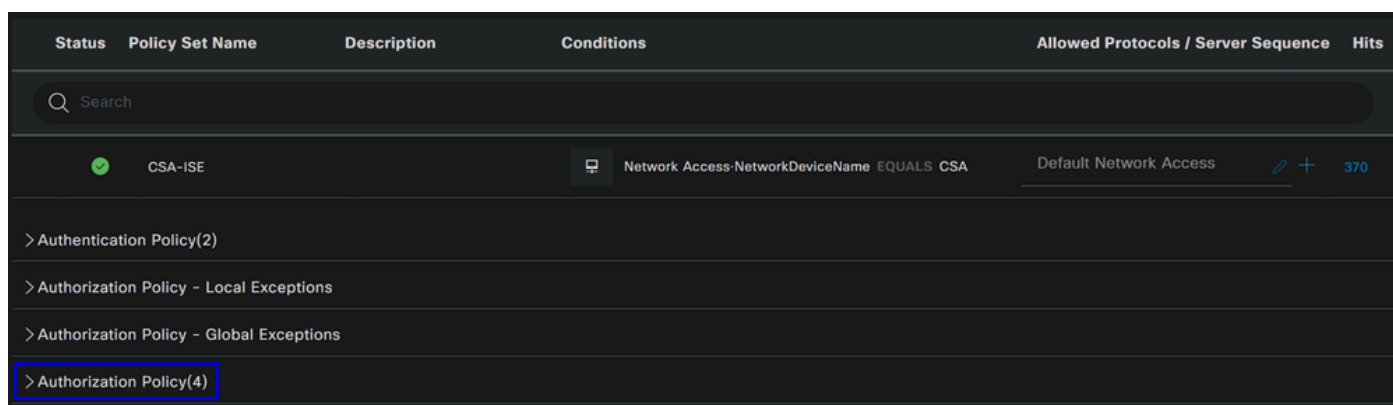 Status Policy Set Name Description Conditions Allowed Protocols / Server Sequence Hits
Search
CSA-ISE Network Access·NetworkDeviceName EQUALS CSA Default Network Access 370
Authentication Policy(2)
Authorization Policy - Local Exceptions
Authorization Policy - Global Exceptions
Authorization Policy(4)